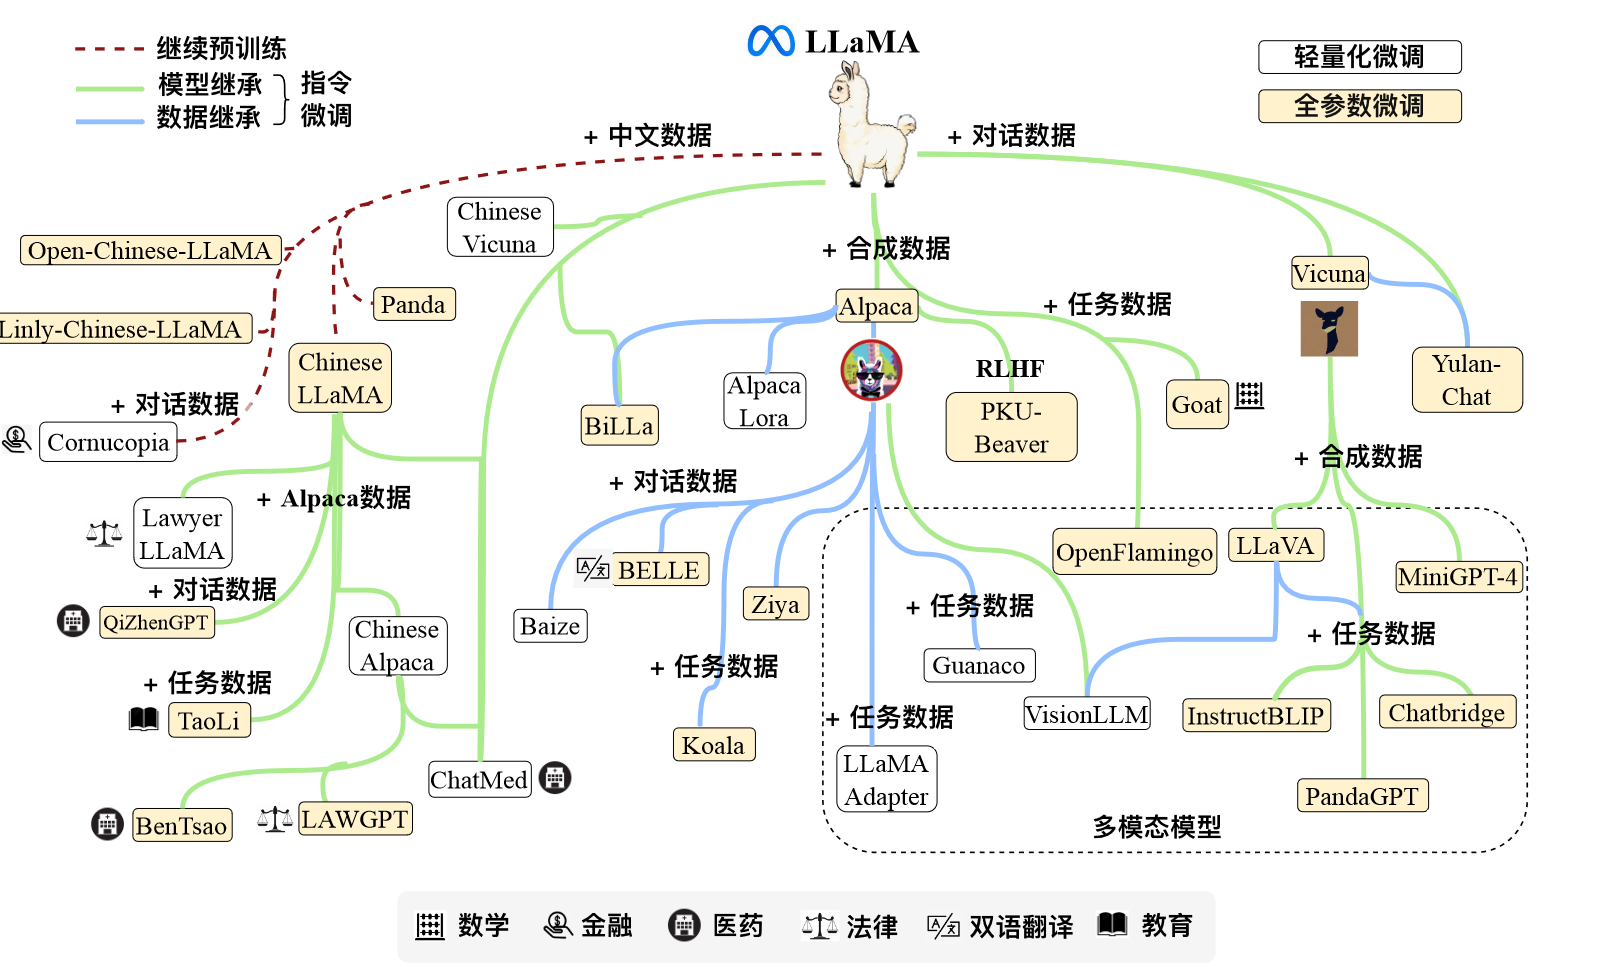 LLaMA
继续预训练
模型继承
数据继承
指令
微调
轻量化微调
全参数微调
+ 中文数据
+ 对话数据
Chinese
Vicuna
Open-Chinese-LLaMA
+ 合成数据
Vicuna
Panda
Alpaca
+ 任务数据
Linly-Chinese-LLaMA
Chinese
LLaMA
Alpaca
Lora
RLHF
Yulan-
Chat
+ 对话数据
BiLLa
PKU-
Beaver
Goat
Cornucopia
+ 合成数据
+ 对话数据
+ Alpaca数据
Lawyer
LLaMA
OpenFlamingo
LLaVA
BELLE
MiniGPT-4
+ 对话数据
Ziya
+ 任务数据
QiZhenGPT
Baize
Chinese
Alpaca
+ 任务数据
+ 任务数据
Guanaco
+ 任务数据
TaoLi
+ 任务数据
VisionLLM
InstructBLIP
Chatbridge
Koala
LLaMA
Adapter
ChatMed
PandaGPT
BenTsao
LAWGPT
多模态模型
数学
金融
医药
法律
双语翻译
教育